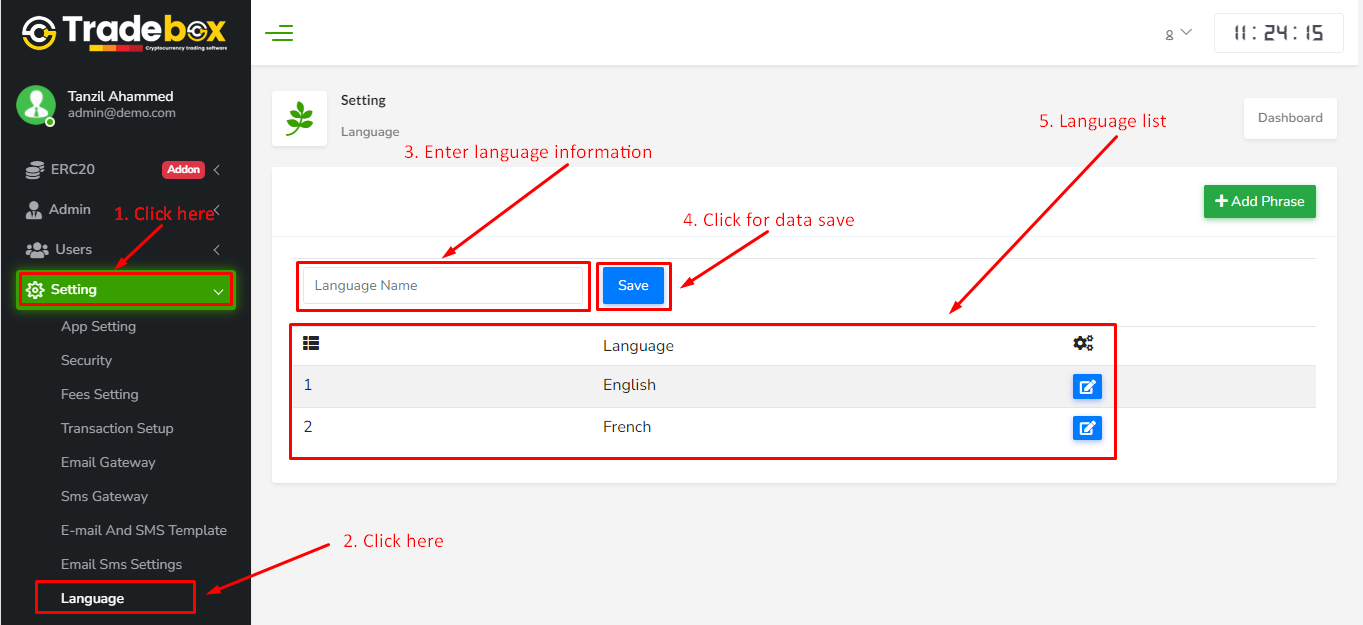 Tradebox
Cryptocurrency trading software
11:24:15
Tanzil Ahammed
admin@demo.com
ERC20 Addon
Admin
Users
Setting
App Setting
Security
Fees Setting
Transaction Setup
Email Gateway
Sms Gateway
E-mail And SMS Template
Email Sms Settings
Language
1. Click here
2. Click here
Setting
Language
Dashboard
3. Enter language information
5. Language list
+ Add Phrase
4. Click for data save
Language Name
Save
Language
1 English
2 French